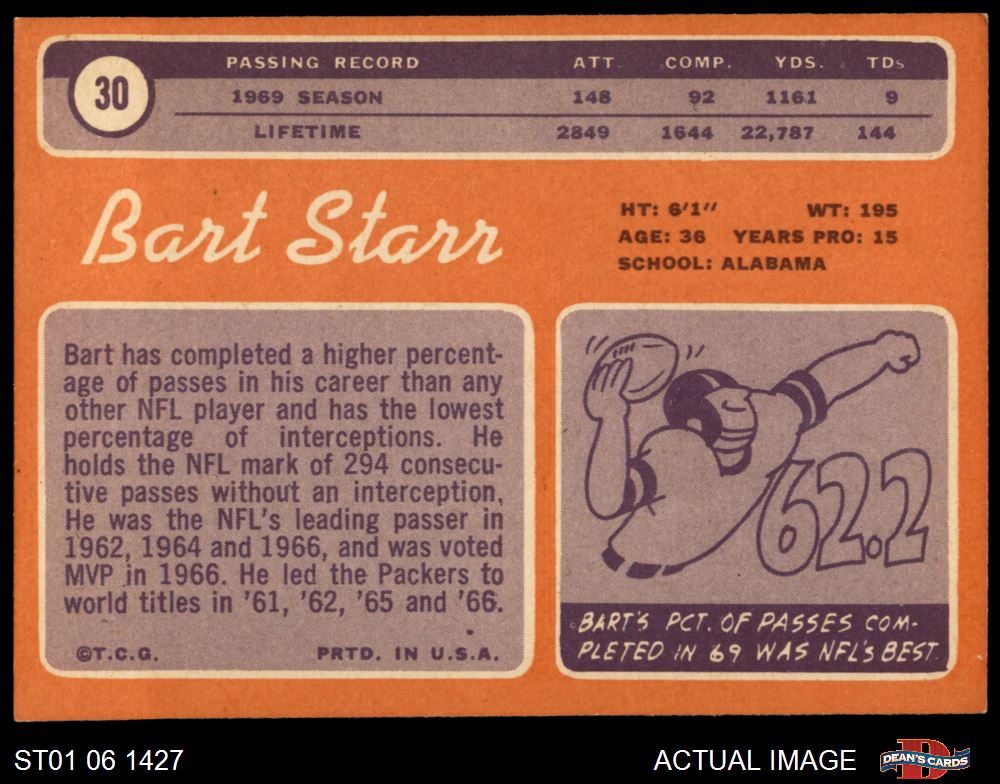 30
PASSING RECORD ATT. COMP. YDS. TDs
1969 SEASON 148 92 1161 9
LIFETIME 2849 1644 22,787 144
Bart Starr
HT: 6'1" WT: 195
AGE: 36 YEARS PRO: 15
SCHOOL: ALABAMA
Bart has completed a higher percent-
age of passes in his career than any
other NFL player and has the lowest
percentage of interceptions. He
holds the NFL mark of 294 consecu-
tive passes without an interception.
He was the NFL's leading passer in
1962, 1964 and 1966, and was voted
MVP in 1966. He led the Packers to
world titles in '61, '62, '65 and '66.
©T.C.G. PRTD. IN U.S.A.
62.2
BART'S PCT. OF PASSES COM-
PLETED IN 69 WAS NFL'S BEST.
ST01 06 1427
ACTUAL IMAGE
D
DEAN'S CARDS